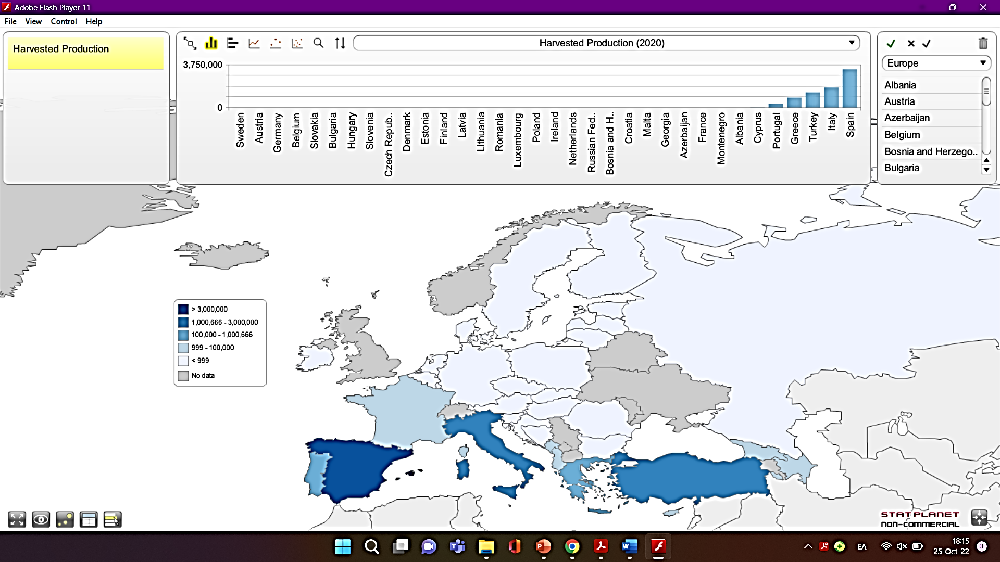 Adobe Flash Player 11
File View Control Help
Harvested Production
Harvested Production (2020)
3,750,000
0
Sweden
Austria
Germany
Belgium
Slovakia
Bulgaria
Hungary
Slovenia
Czech Repub..
Denmark
Estonia
Finland
Latvia
Lithuania
Romania
Luxembourg
Poland
Ireland
Netherlands
Russian Fed..
Bosnia and H..
Croatia
Malta
Georgia
Azerbaijan
France
Montenegro
Albania
Cyprus
Portugal
Greece
Turkey
Italy
Spain
Europe
Albania
Austria
Azerbaijan
Belgium
Bosnia and Herzego..
Bulgaria
> 3,000,000
1,000,666 - 3,000,000
100,000 - 1,000,666
999 - 100,000
< 999
No data
STATPLANET
NON-COMMERCIAL
ΕΛ
18:15
25-Oct-22
3